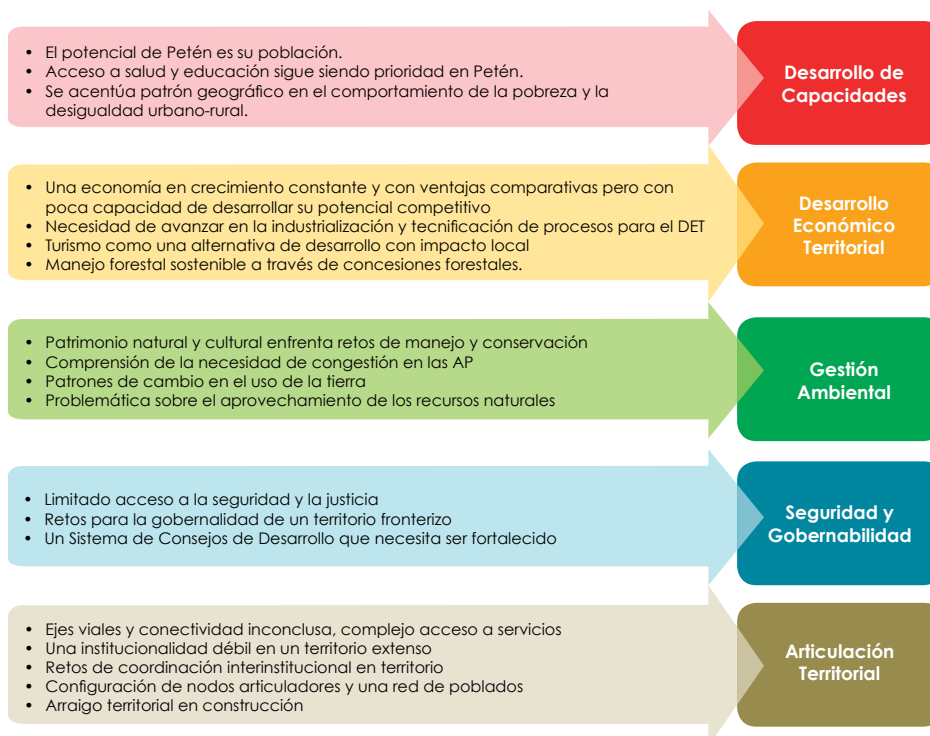 • El potencial de Petén es su población.
• Acceso a salud y educación sigue siendo prioridad en Petén.
• Se acentúa patrón geográfico en el comportamiento de la pobreza y la
desigualdad urbano-rural.
Desarrollo de
Capacidades
• Una economía en crecimiento constante y con ventajas comparativas pero con
poca capacidad de desarrollar su potencial competitivo
• Necesidad de avanzar en la industrialización y tecnificación de procesos para el DET
• Turismo como una alternativa de desarrollo con impacto local
• Manejo forestal sostenible a través de concesiones forestales.
Desarrollo
Económico
Territorial
• Patrimonio natural y cultural enfrenta retos de manejo y conservación
• Comprensión de la necesidad de congestión en las AP
• Patrones de cambio en el uso de la tierra
• Problemática sobre el aprovechamiento de los recursos naturales
Gestión
Ambiental
• Limitado acceso a la seguridad y la justicia
• Retos para la gobernalidad de un territorio fronterizo
• Un Sistema de Consejos de Desarrollo que necesita ser fortalecido
Seguridad y
Gobernabilidad
• Ejes viales y conectividad inconclusa, complejo acceso a servicios
• Una institucionalidad débil en un territorio extenso
• Retos de coordinación interinstitucional en territorio
• Configuración de nodos articuladores y una red de poblados
• Arraigo territorial en construcción
Articulación
Territorial